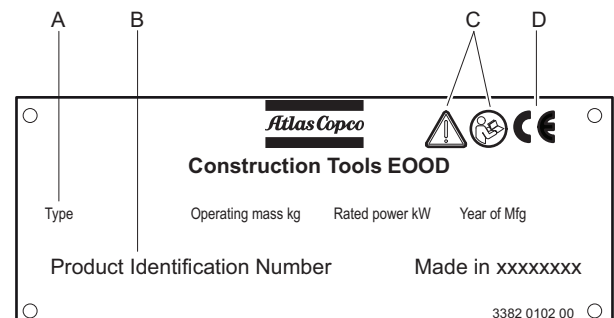 A B C D
Atlas Copco
CE
Construction Tools EOOD
Type Operating mass kg Rated power kW Year of Mfg
Product Identification Number Made in xxxxxxxx
3382 0102 00